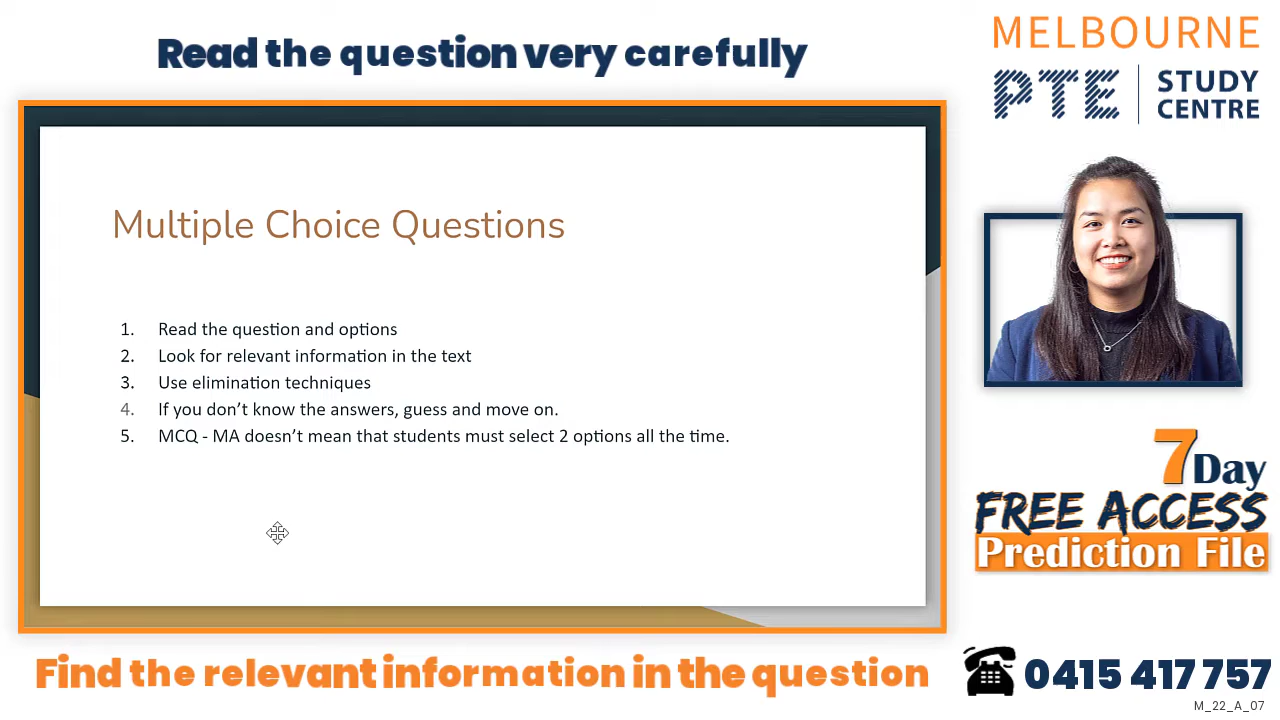 Read the question very carefully
MELBOURNE
PTE
STUDY
CENTRE
Multiple Choice Questions
1. Read the question and options
2. Look for relevant information in the text
3. Use elimination techniques
4. If you don’t know the answers, guess and move on.
5. MCQ - MA doesn’t mean that students must select 2 options all the time.
7 Day
FREE ACCESS
Prediction File
Find the relevant information in the question
0415 417 757
M_22_A_07